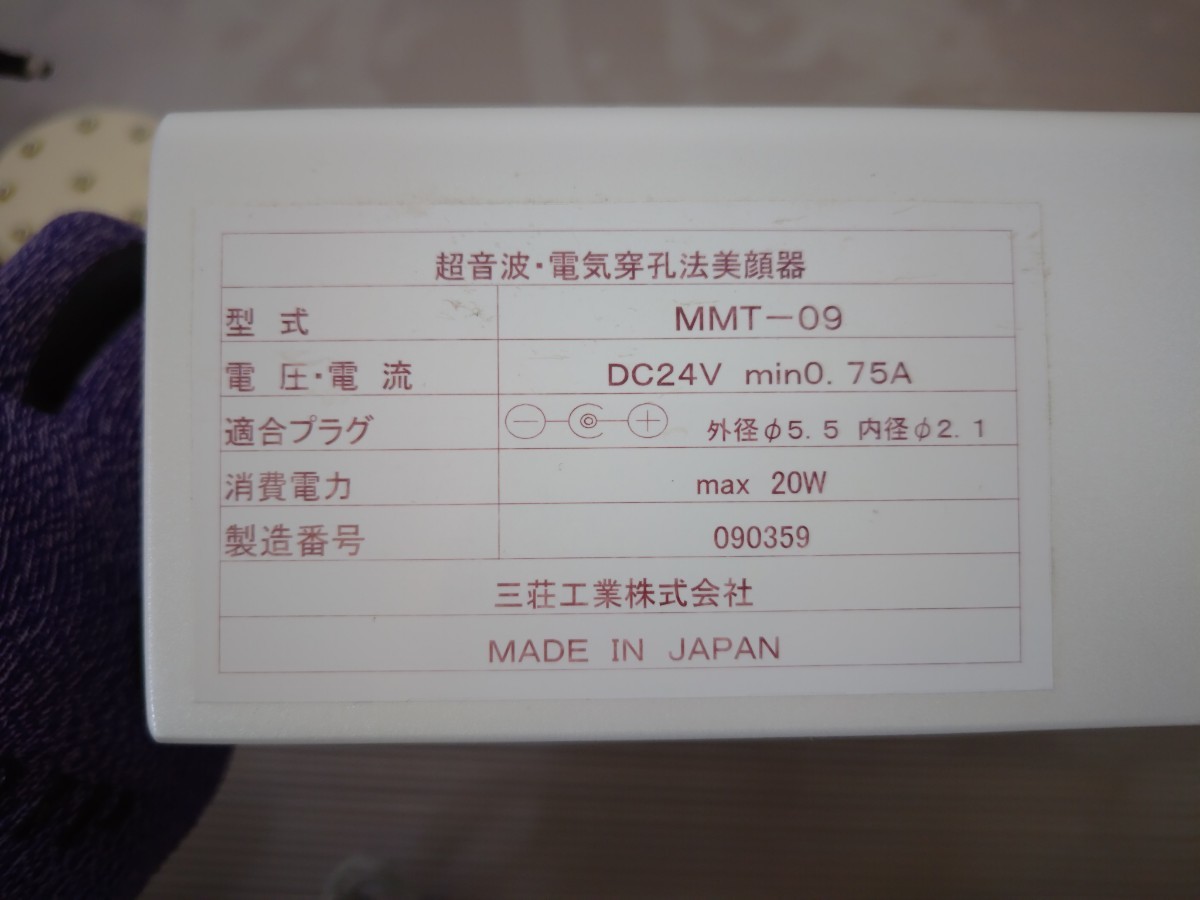 超音波・電気穿孔法美顔器
型 式 MMT-09
電 圧・電 流 DC24V min0.75A
適合プラグ － ＋ 外径φ5.5 内径φ2.1
消費電力 max 20W
製造番号 090359
三荘工業株式会社
MADE IN JAPAN